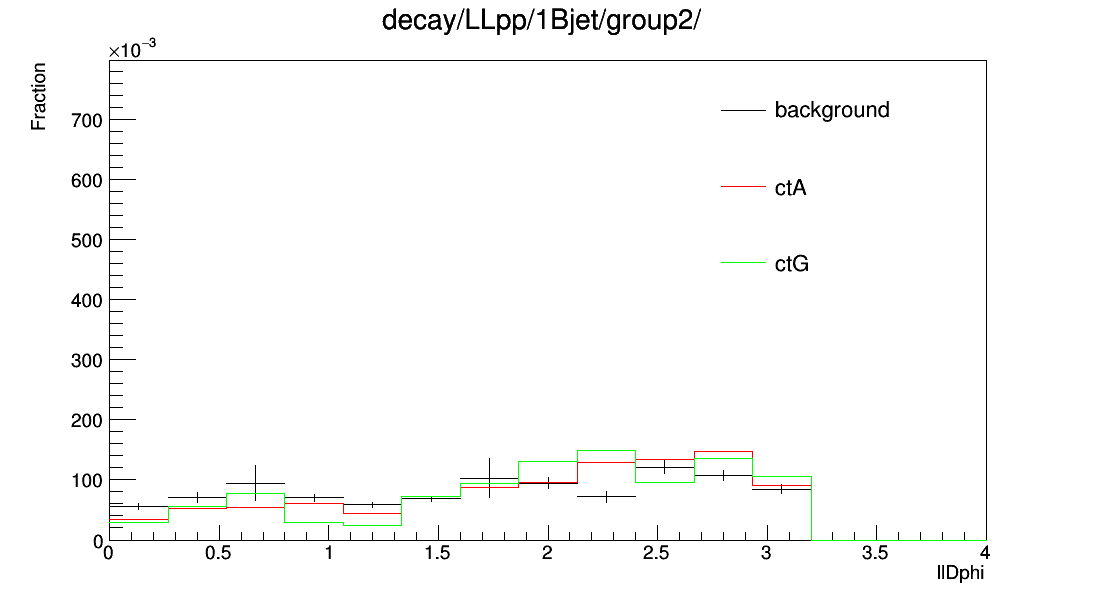 decay/LLpp/1Bjet/group2/
×10⁻³
Fraction
background
ctA
ctG
700
600
500
400
300
200
100
0
0 0.5 1 1.5 2 2.5 3 3.5 4
llDphi